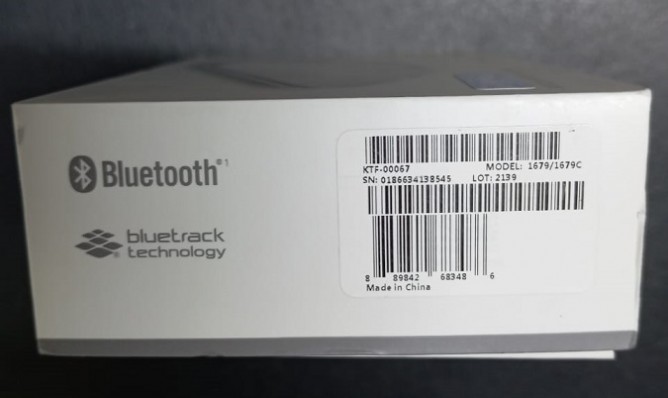 Bluetooth®1
bluetrack
technology®
KTF-00067 MODEL: 1679/1679C
SN: 0186634138545 LOT: 2139
8 89842 68348 6
Made in China